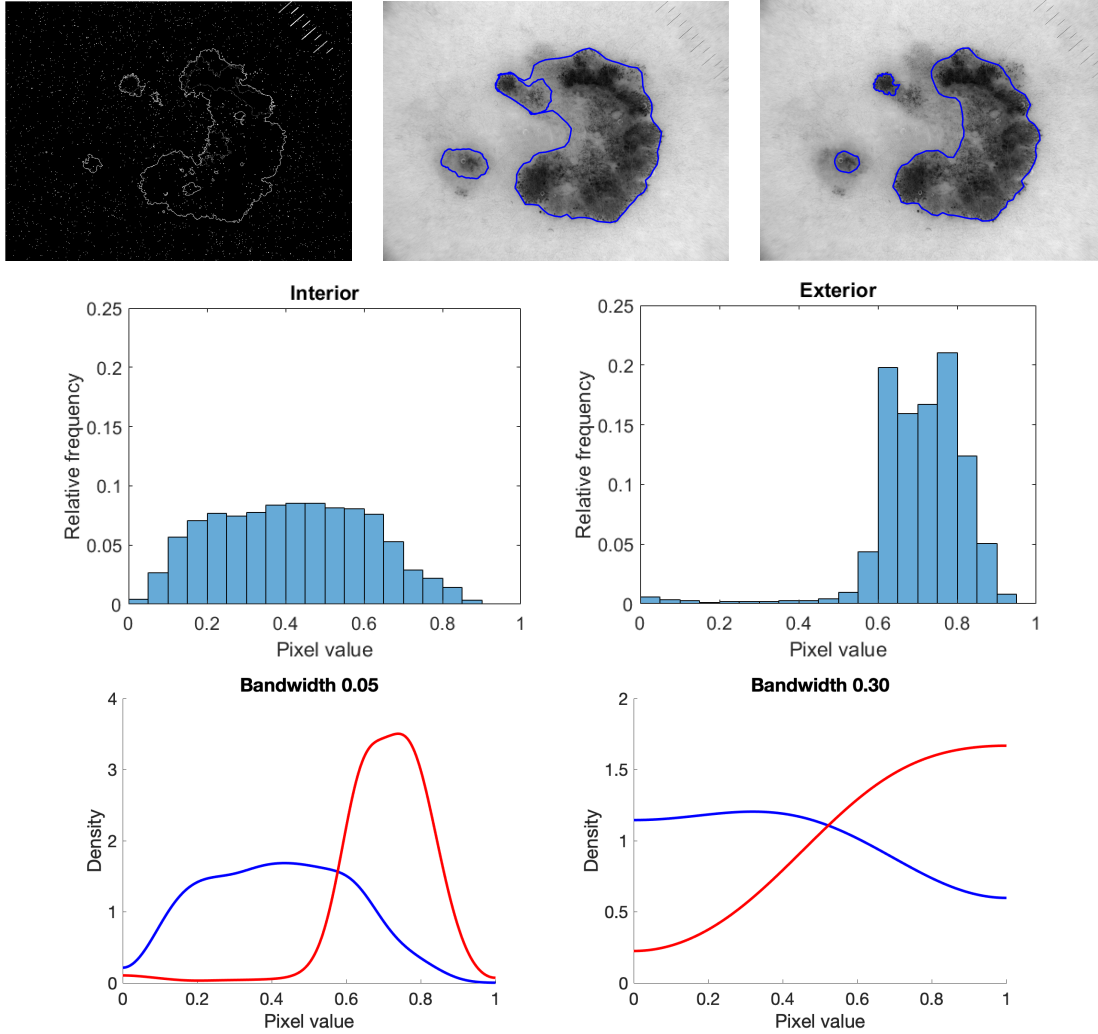 Interior
0.25
0.2
0.15
0.1
0.05
0
Relative frequency
0 0.2 0.4 0.6 0.8 1
Pixel value
Exterior
0.25
0.2
0.15
0.1
0.05
0
Relative frequency
0 0.2 0.4 0.6 0.8 1
Pixel value
Bandwidth 0.05
4
3
2
1
0
Density
0 0.2 0.4 0.6 0.8 1
Pixel value
Bandwidth 0.30
2
1.5
1
0.5
0
Density
0 0.2 0.4 0.6 0.8 1
Pixel value